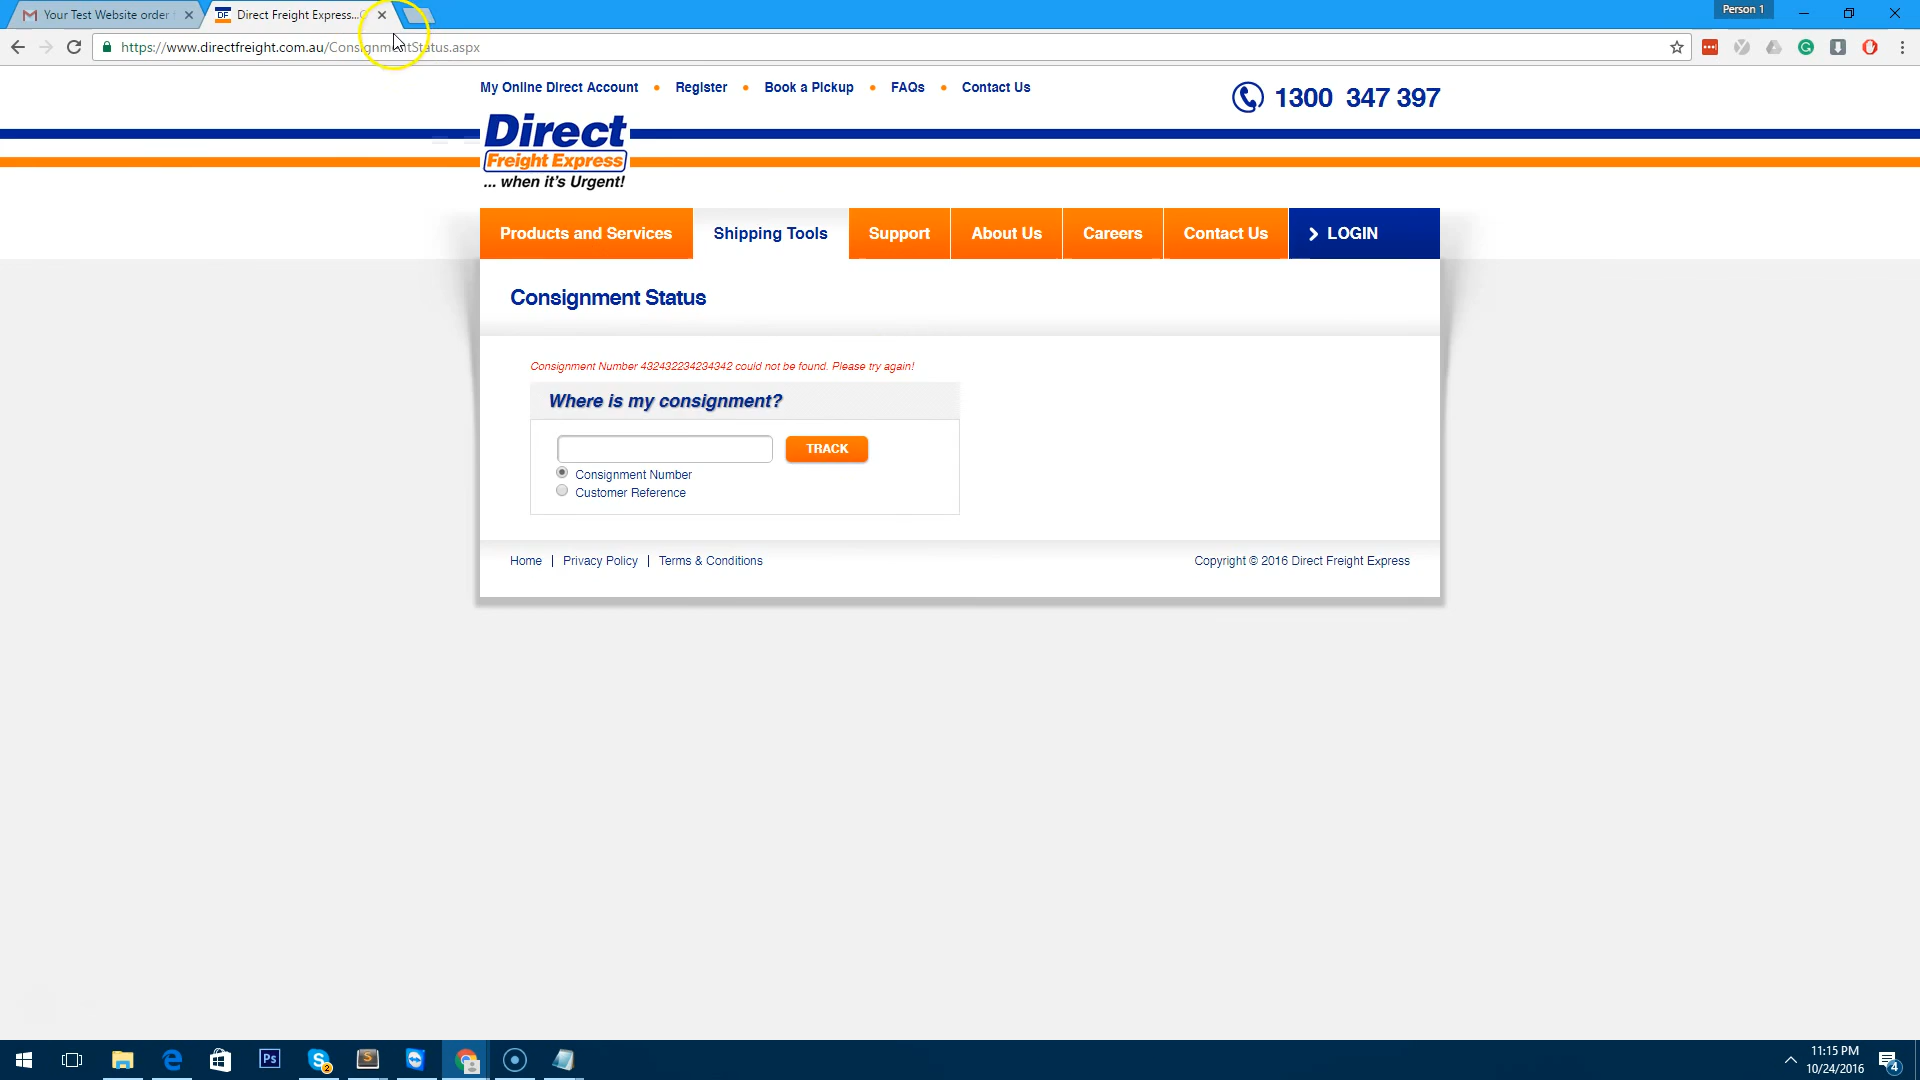 Your Test Website order
Direct Freight Express...
Person 1
https://www.directfreight.com.au/ConsignmentStatus.aspx
My Online Direct Account • Register • Book a Pickup • FAQs • Contact Us
1300 347 397
Direct
Freight Express
... when it's Urgent!
Products and Services Shipping Tools Support About Us Careers Contact Us LOGIN
Consignment Status
Consignment Number 432432234234342 could not be found. Please try again!
Where is my consignment?
TRACK
Consignment Number
Customer Reference
Home | Privacy Policy | Terms & Conditions
Copyright © 2016 Direct Freight Express
Ps
S
2
11:15 PM
10/24/2016
4